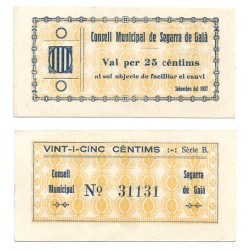 Consell Municipal de Segarra de Gaià
Val per 25 cèntims
al sol objecte de facilitar el canvi
Setembre del 1937
VINT-I-CINC CÈNTIMS :-: Sèrie B.
Consell Municipal Nº 31131 Segarra de Gaià